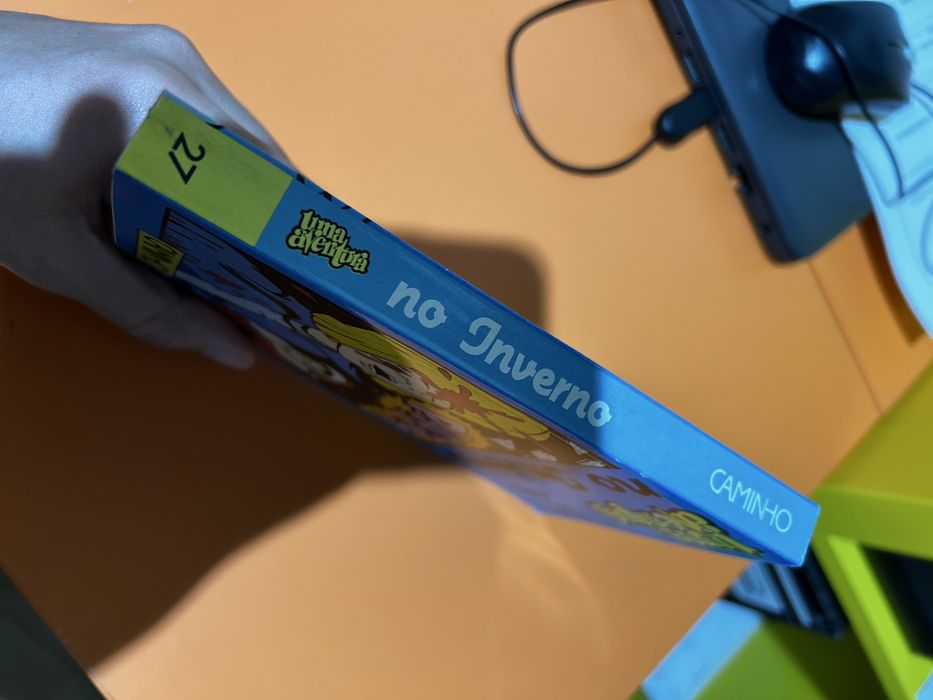 27
uma
aventura
no Inverno
CAMINHO